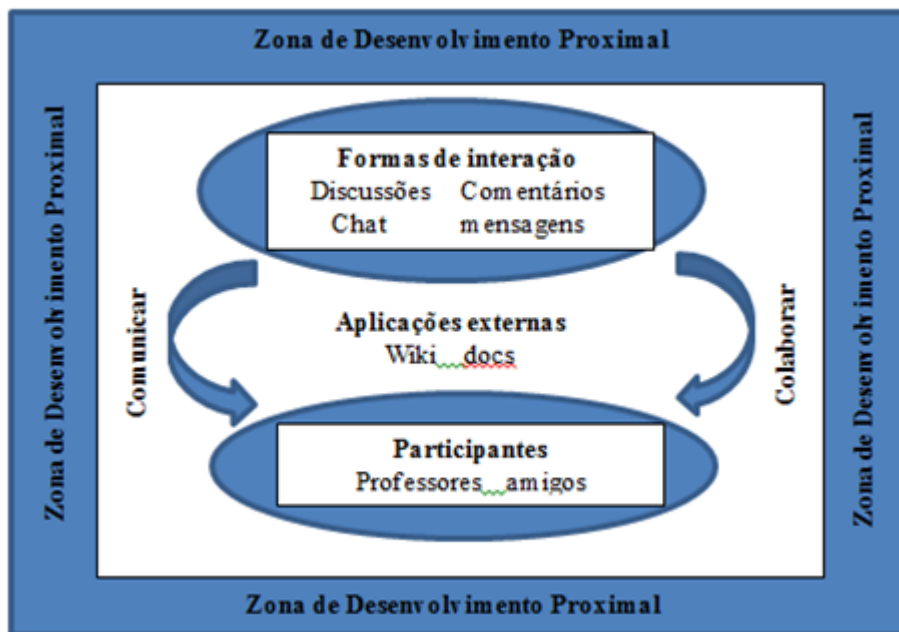 Zona de Desenvolvimento Proximal
Zona de Desenvolvimento Proximal
Comunicar
Formas de interação
Discussões Comentários
Chat mensagens
Aplicações externas
Wiki docs
Participantes
Professores amigos
Colaborar
Zona de Desenvolvimento Proximal
Zona de Desenvolvimento Proximal